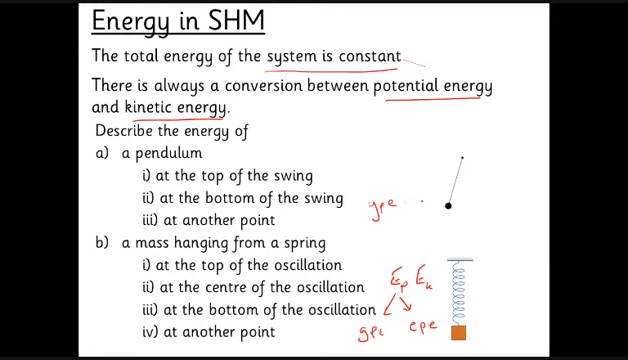 Energy in SHM
The total energy of the system is constant
There is always a conversion between potential energy
and kinetic energy.
Describe the energy of
a) a pendulum
i) at the top of the swing
ii) at the bottom of the swing
gpe
iii) at another point
b) a mass hanging from a spring
i) at the top of the oscillation
Ep Ek
ii) at the centre of the oscillation
iii) at the bottom of the oscillation
gpe epe
iv) at another point